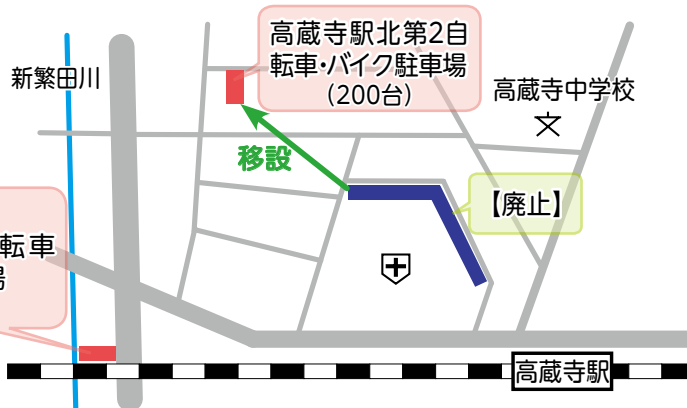 高蔵寺駅北第2自
転車・バイク駐車場
(200台)
新繁田川
高蔵寺中学校
文
移設
【廃止】
転車
場
高蔵寺駅